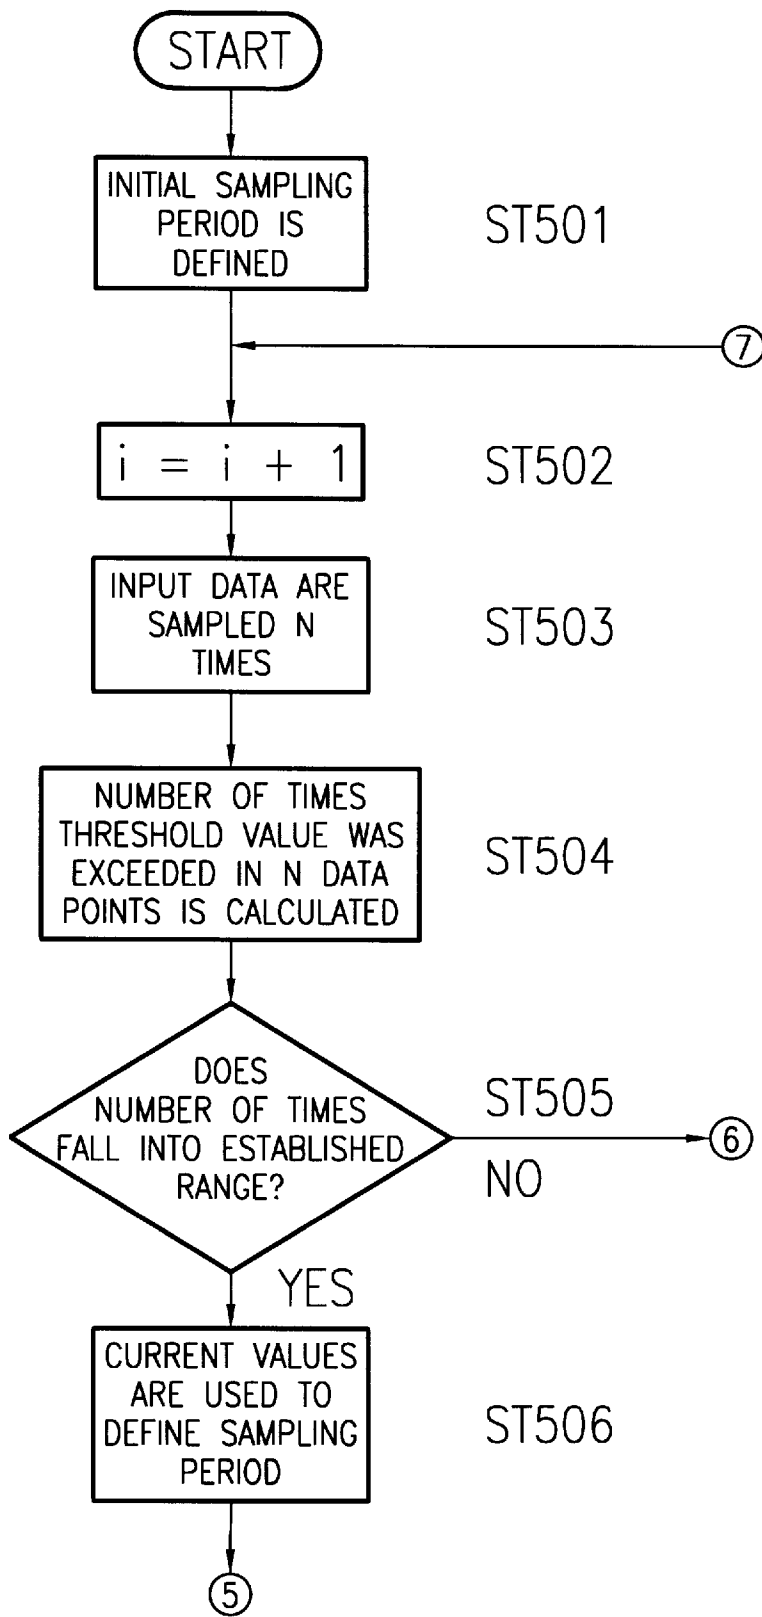 START
INITIAL SAMPLING
PERIOD IS
DEFINED
ST501
7
i = i + 1
ST502
INPUT DATA ARE
SAMPLED N
TIMES
ST503
NUMBER OF TIMES
THRESHOLD VALUE WAS
EXCEEDED IN N DATA
POINTS IS CALCULATED
ST504
DOES
NUMBER OF TIMES
FALL INTO ESTABLISHED
RANGE?
ST505
NO
6
YES
CURRENT VALUES
ARE USED TO
DEFINE SAMPLING
PERIOD
ST506
5